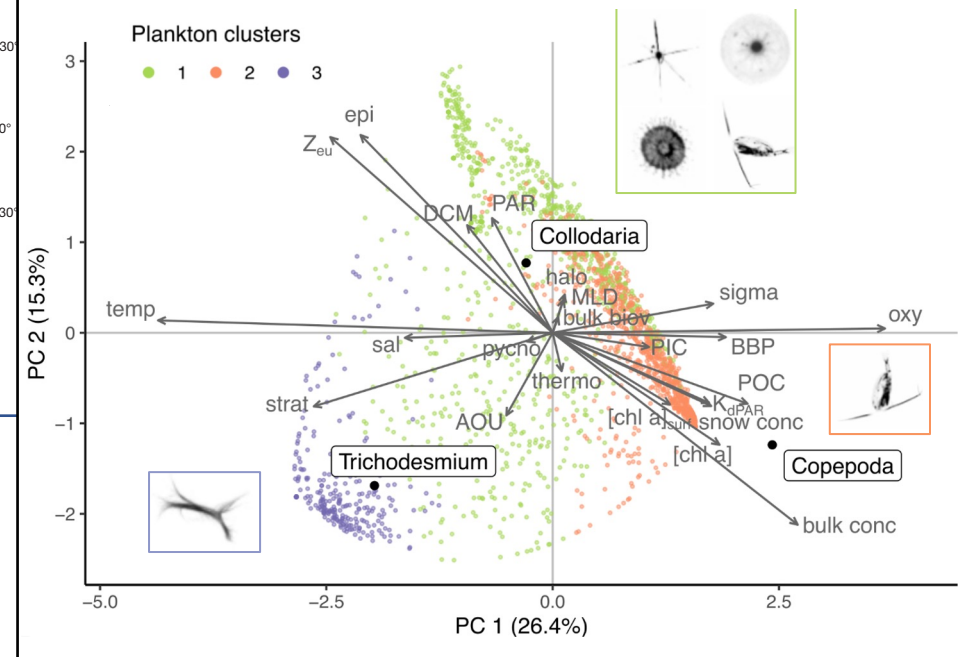 30°
0°
30°
Plankton clusters
1 2 3
PC 2 (15.3%)
3
2
1
0
−1
−2
epi
Z_eu
DCM PAR
Collodaria
halo
MLD
bulk biov
sigma
temp
oxy
sal
pycno
PIC
BBP
thermo
POC
strat
K_dPAR
AOU
[chl a]_surf snow conc
[chl a]
Trichodesmium
Copepoda
bulk conc
−5.0 −2.5 0.0 2.5
PC 1 (26.4%)